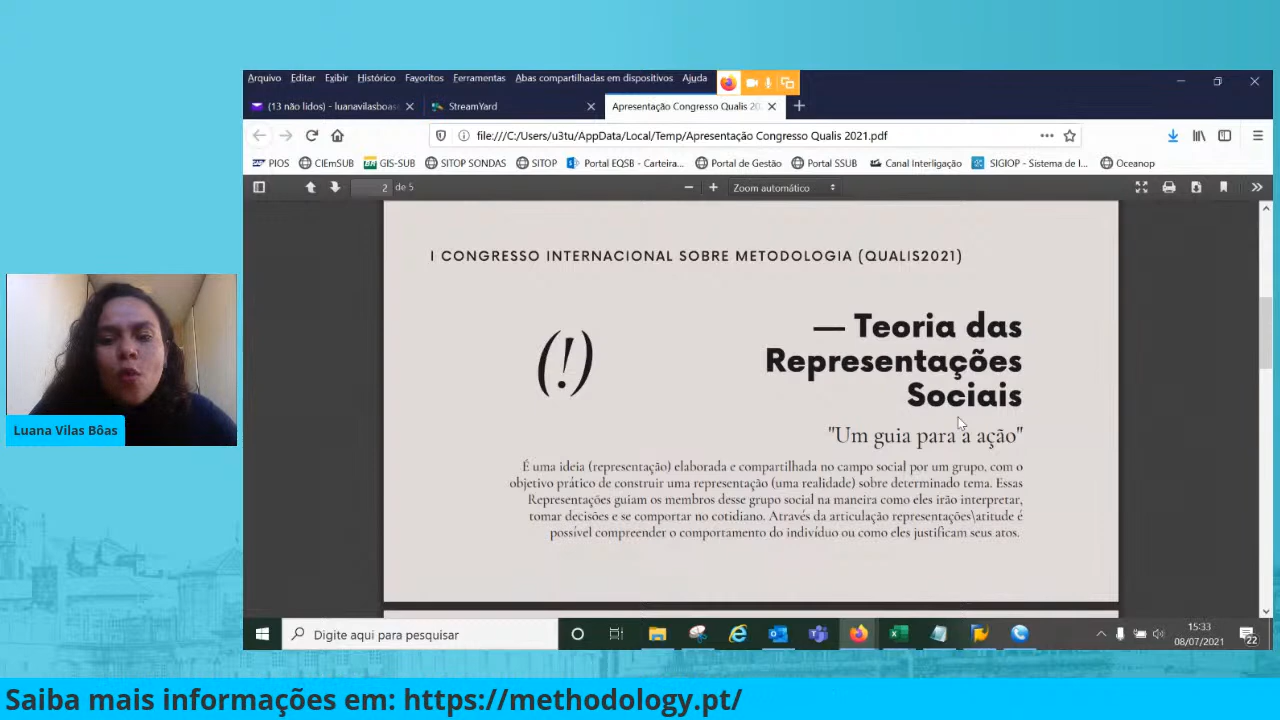 Arquivo Editar Exibir Histórico Favoritos Ferramentas Abas compartilhadas em dispositivos Ajuda
(13 não lidos) - luanavilasboas
StreamYard
Apresentação Congresso Qualis 20
file:///C:/Users/u3tu/AppData/Local/Temp/Apresentação Congresso Qualis 2021.pdf
PIOS CIEmSUB GIS-SUB SITOP SONDAS SITOP Portal EQSB - Carteira... Portal de Gestão Portal SSUB Canal Interligação SIGIOP - Sistema de I... Oceanop
2 de 5
Zoom automático
I CONGRESSO INTERNACIONAL SOBRE METODOLOGIA (QUALIS2021)
(!)
— Teoria das
Representações
Sociais
"Um guia para a ação"
É uma ideia (representação) elaborada e compartilhada no campo social por um grupo, com o
objetivo prático de construir uma representação (uma realidade) sobre determinado tema. Essas
Representações guiam os membros desse grupo social na maneira como eles irão interpretar,
tomar decisões e se comportar no cotidiano. Através da articulação representações\atitude é
possível compreender o comportamento do indivíduo ou como eles justificam seus atos.
Luana Vilas Bôas
Digite aqui para pesquisar
15:33
08/07/2021
22
Saiba mais informações em: https://methodology.pt/